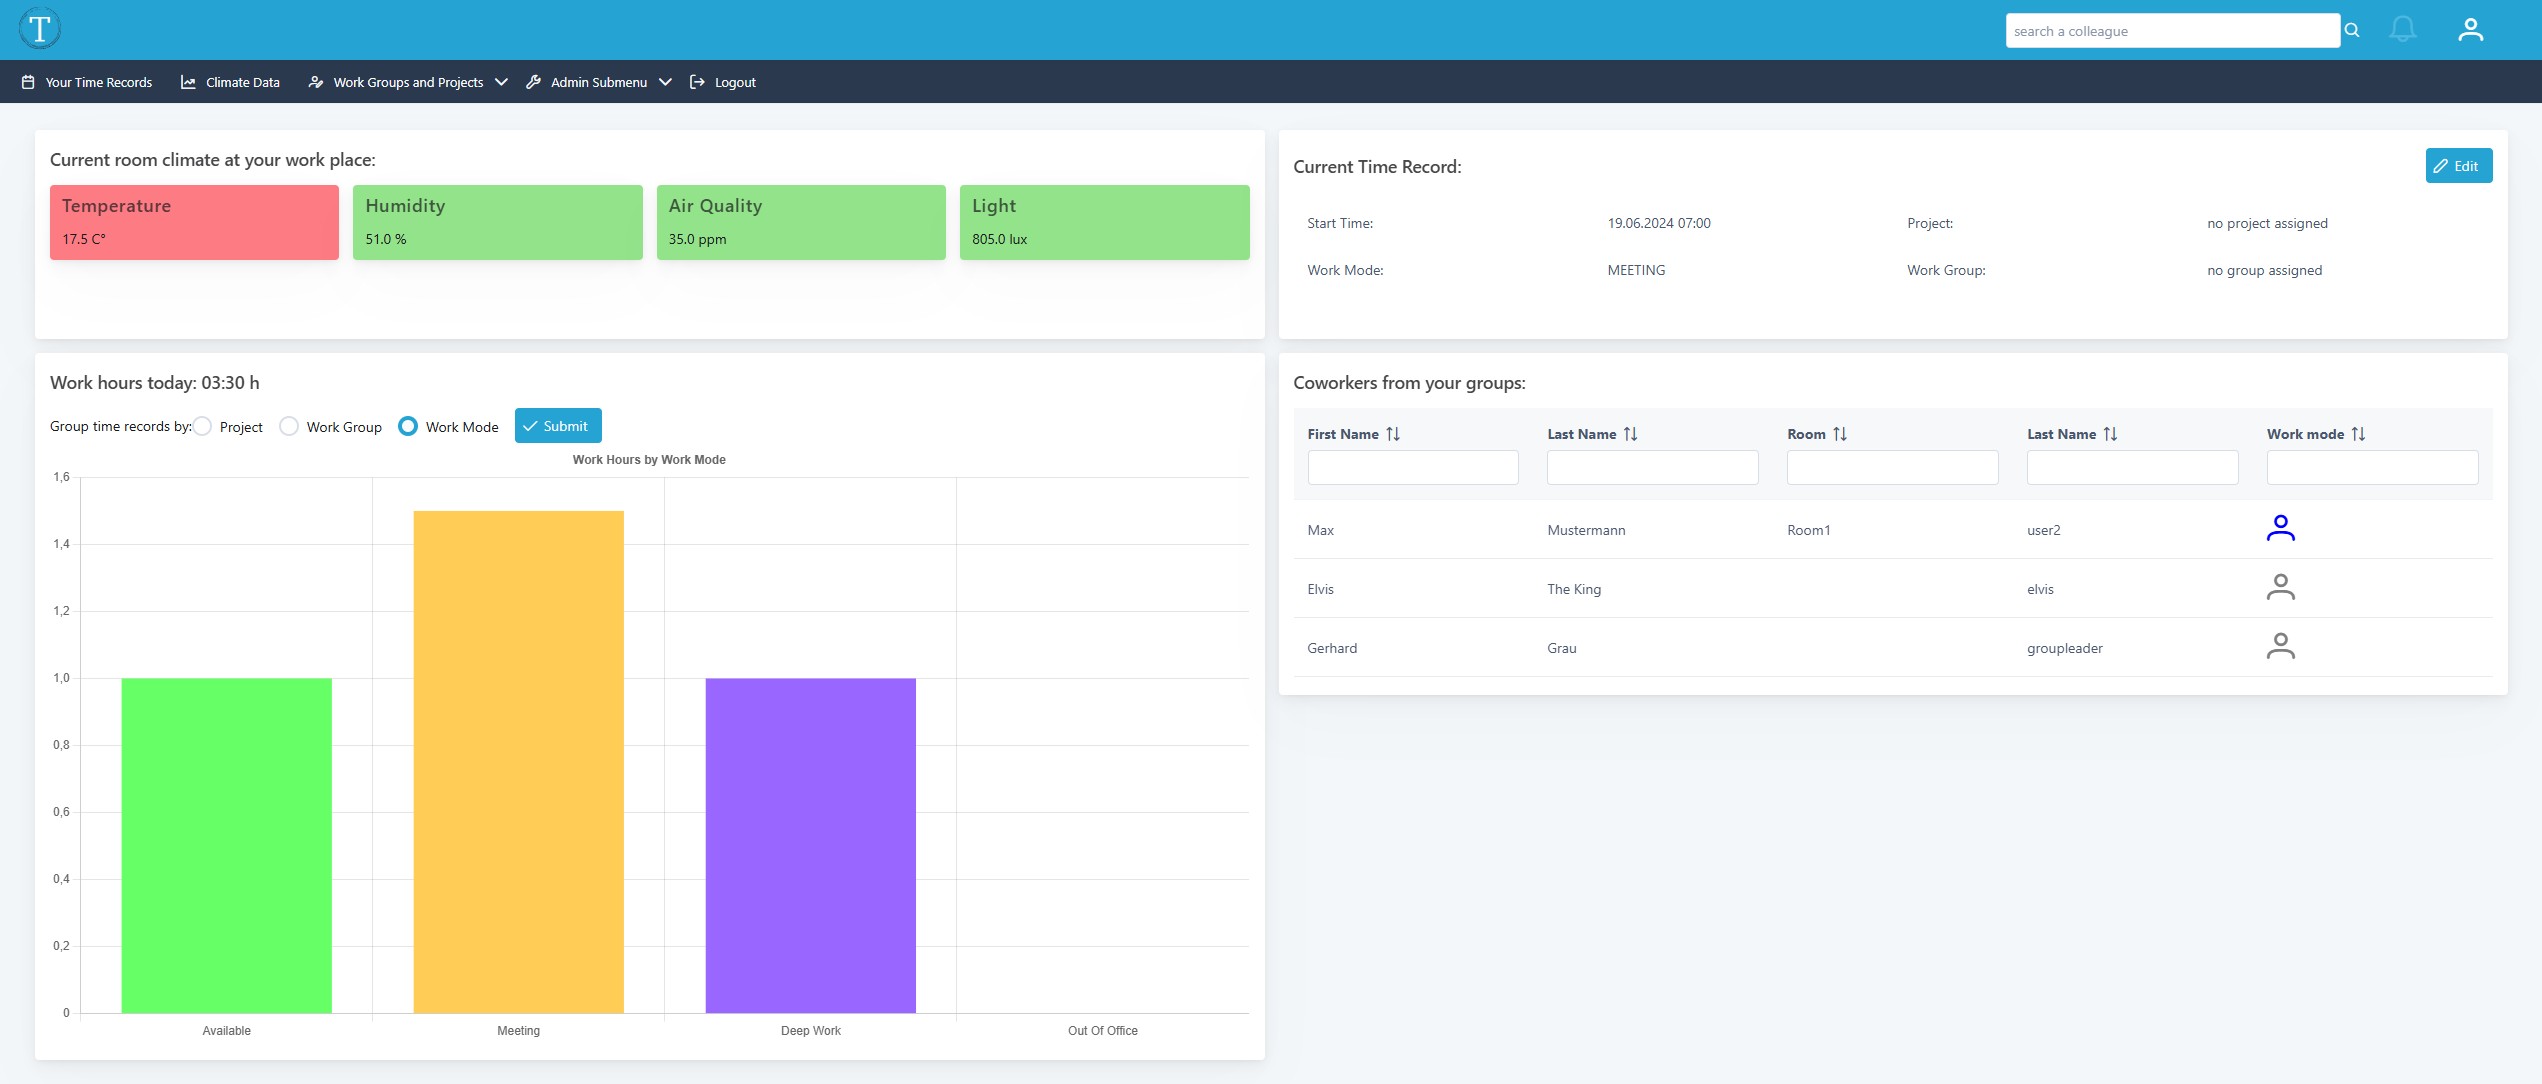 T
search a colleague
Your Time Records Climate Data Work Groups and Projects Admin Submenu Logout
Current room climate at your work place:
Temperature
17.5 C°
Humidity
51.0 %
Air Quality
35.0 ppm
Light
805.0 lux
Current Time Record:
Edit
Start Time: 19.06.2024 07:00 Project: no project assigned
Work Mode: MEETING Work Group: no group assigned
Work hours today: 03:30 h
Group time records by: Project Work Group Work Mode Submit
Work Hours by Work Mode
1,6
1,4
1,2
1,0
0,8
0,6
0,4
0,2
0
Available Meeting Deep Work Out Of Office
Coworkers from your groups:
First Name Last Name Room Last Name Work mode
Max Mustermann Room1 user2
Elvis The King elvis
Gerhard Grau groupleader